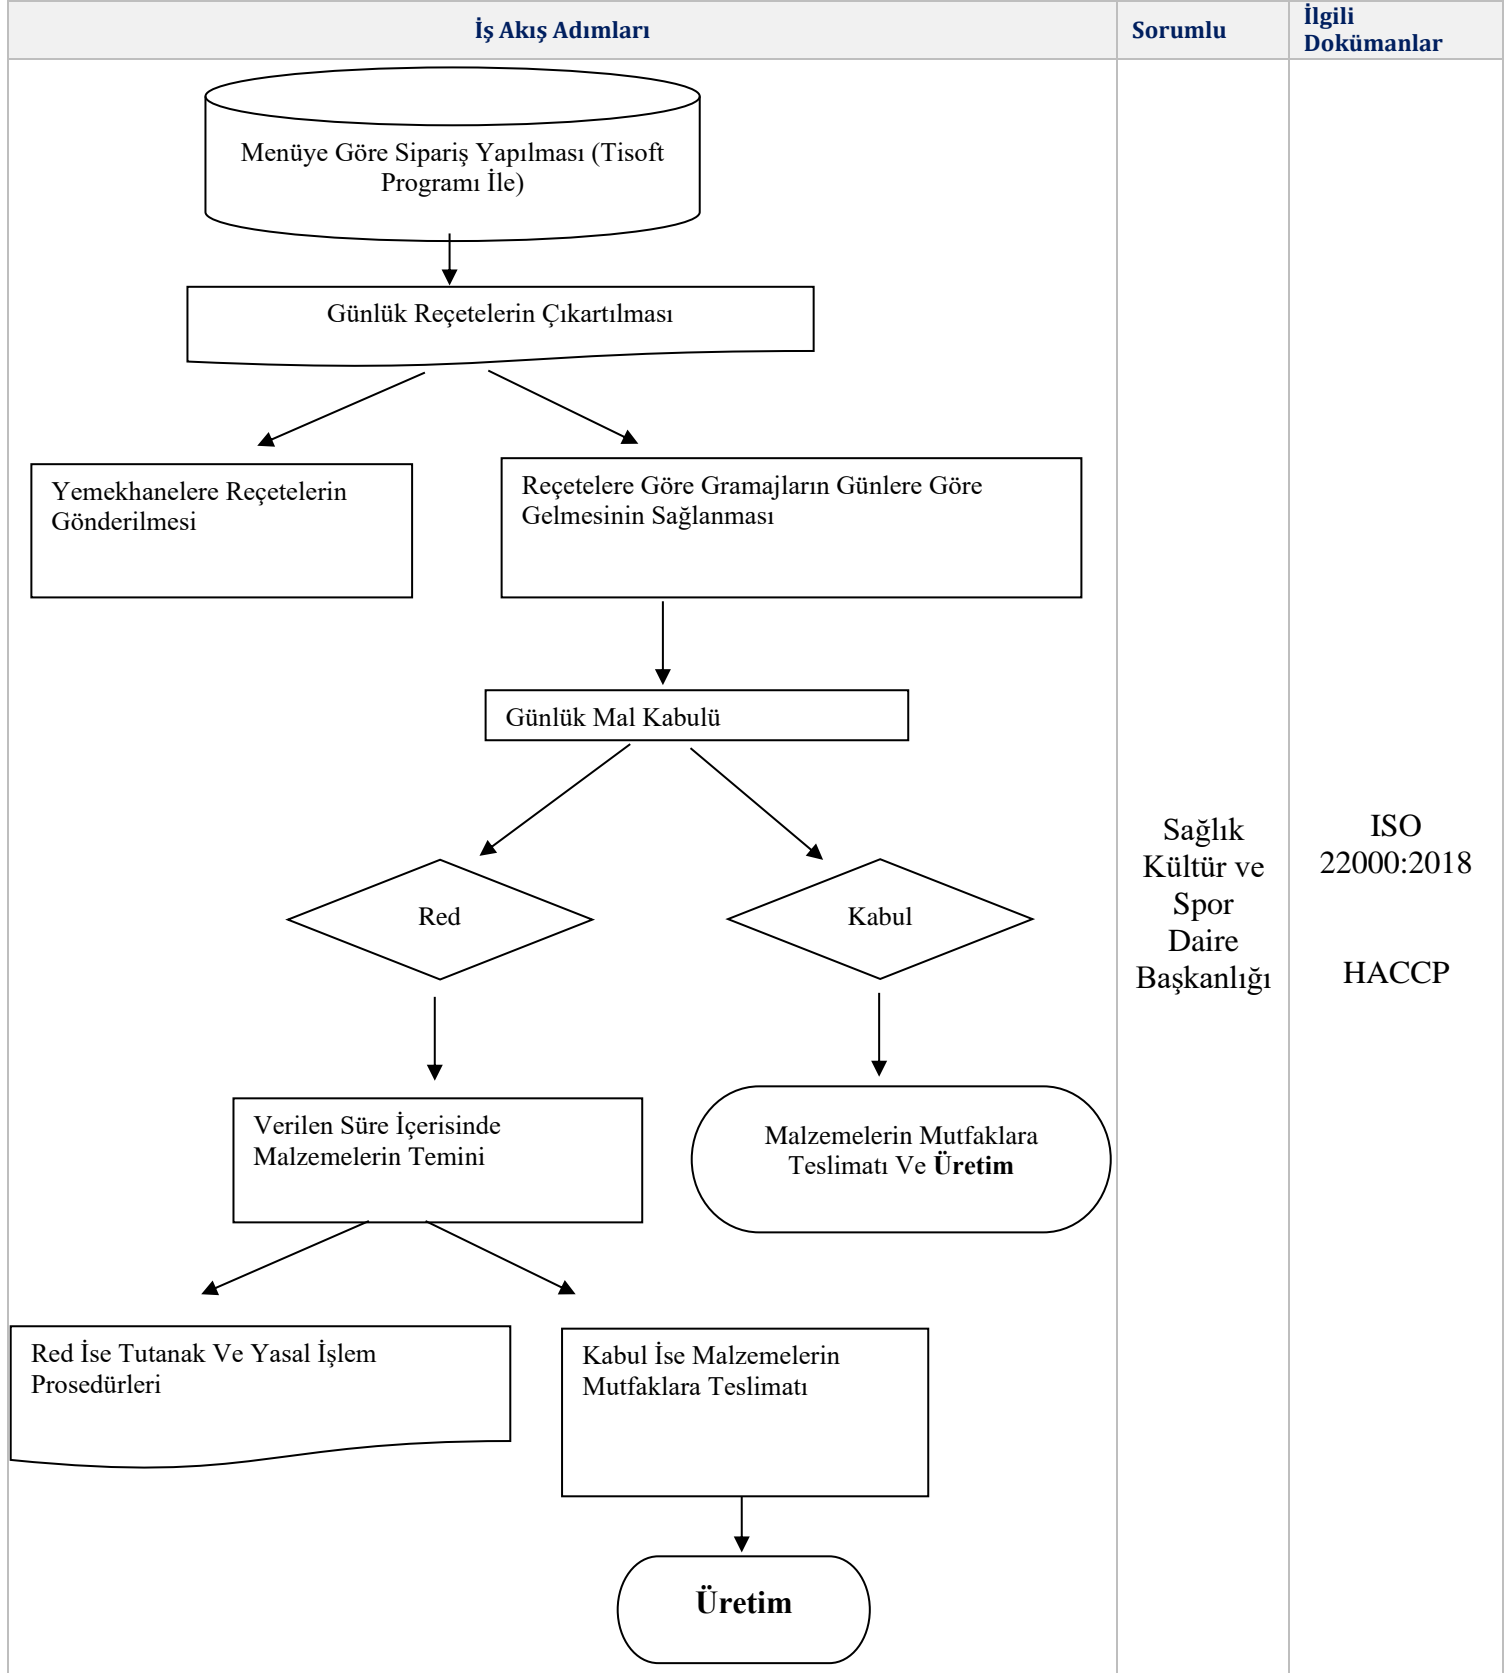 İş Akış Adımları
Sorumlu
İlgili
Dokümanlar
Menüye Göre Sipariş Yapılması (Tisoft
Programı İle)
Günlük Reçetelerin Çıkartılması
Yemekhanelere Reçetelerin
Gönderilmesi
Reçetelere Göre Gramajların Günlere Göre
Gelmesinin Sağlanması
Günlük Mal Kabulü
Red
Kabul
Verilen Süre İçerisinde
Malzemelerin Temini
Malzemelerin Mutfaklara
Teslimatı Ve Üretim
Red İse Tutanak Ve Yasal İşlem
Prosedürleri
Kabul İse Malzemelerin
Mutfaklara Teslimatı
Üretim
Sağlık
Kültür ve
Spor
Daire
Başkanlığı
ISO
22000:2018
HACCP